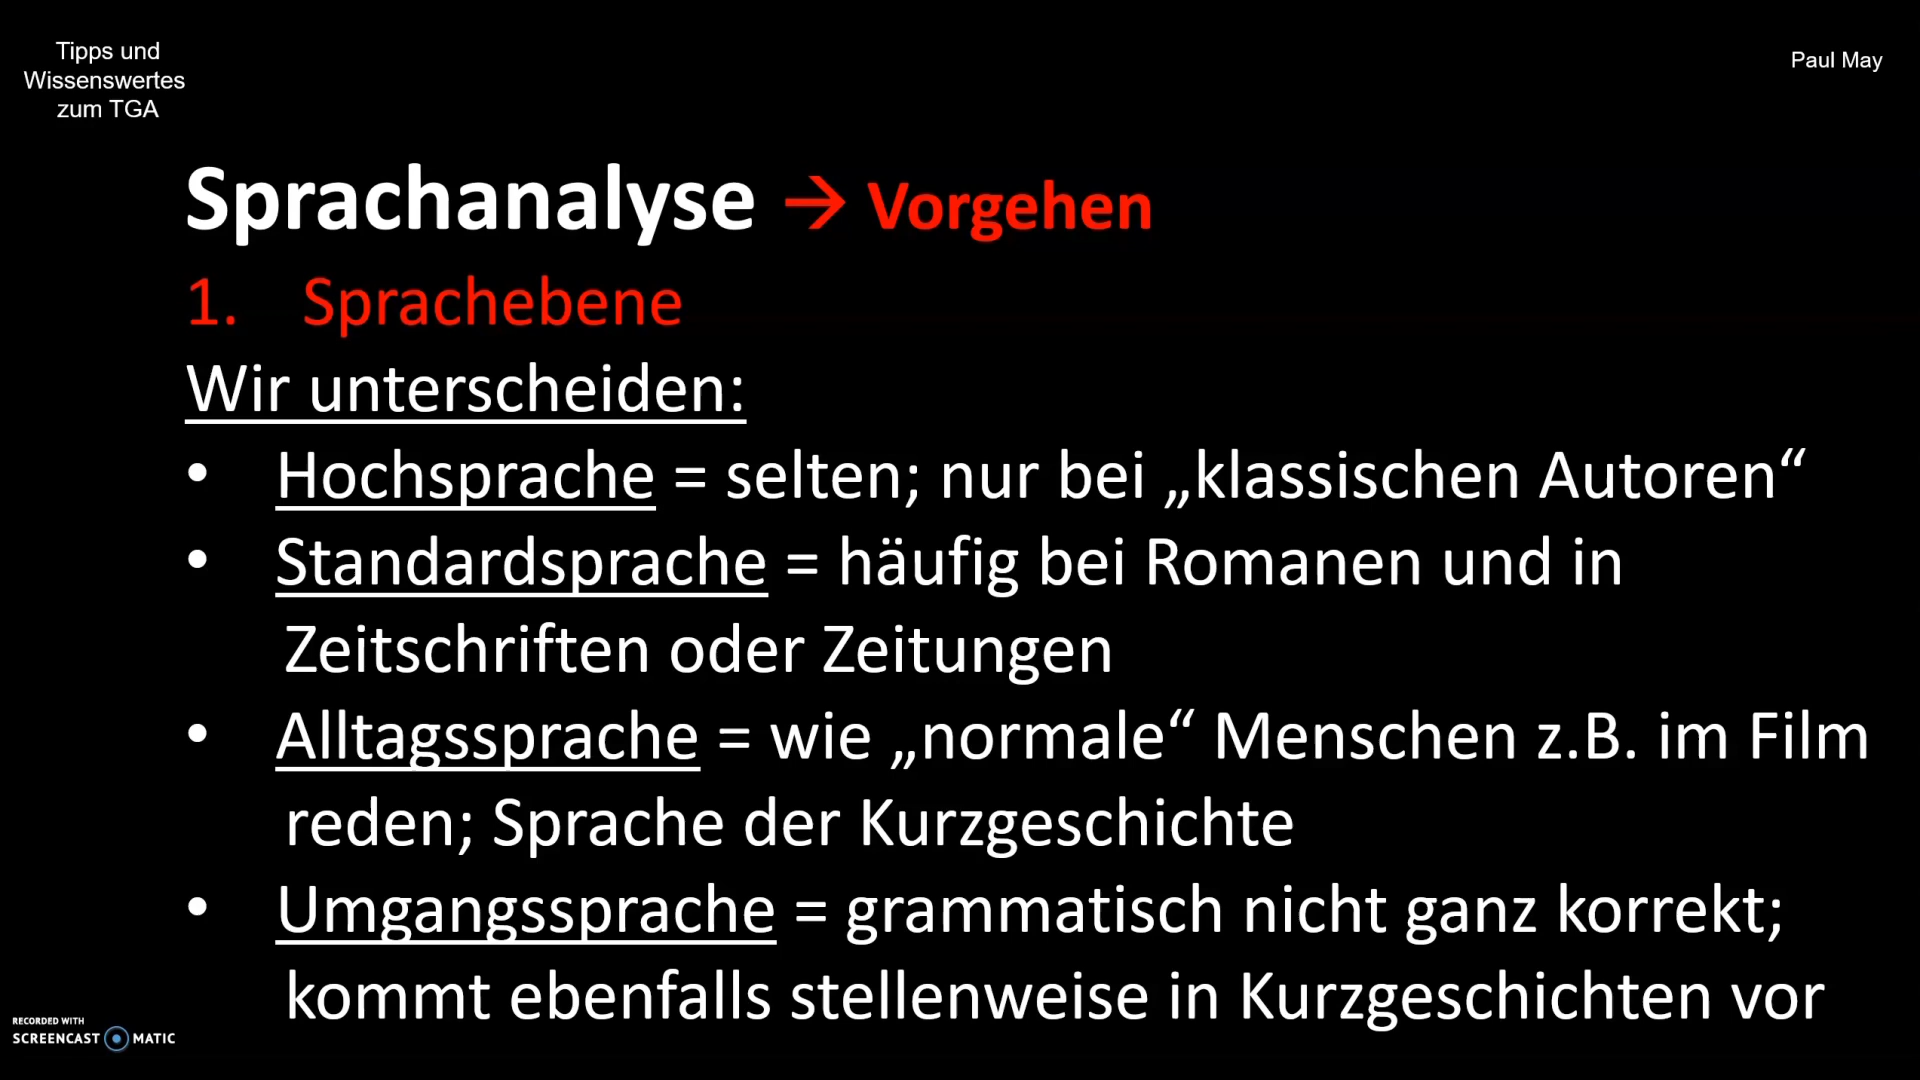 Tipps und
Wissenswertes
zum TGA
Paul May
Sprachanalyse → Vorgehen
1. Sprachebene
Wir unterscheiden:
• Hochsprache = selten; nur bei „klassischen Autoren“
• Standardsprache = häufig bei Romanen und in
Zeitschriften oder Zeitungen
• Alltagssprache = wie „normale“ Menschen z.B. im Film
reden; Sprache der Kurzgeschichte
• Umgangssprache = grammatisch nicht ganz korrekt;
kommt ebenfalls stellenweise in Kurzgeschichten vor
RECORDED WITH
SCREENCAST MATIC